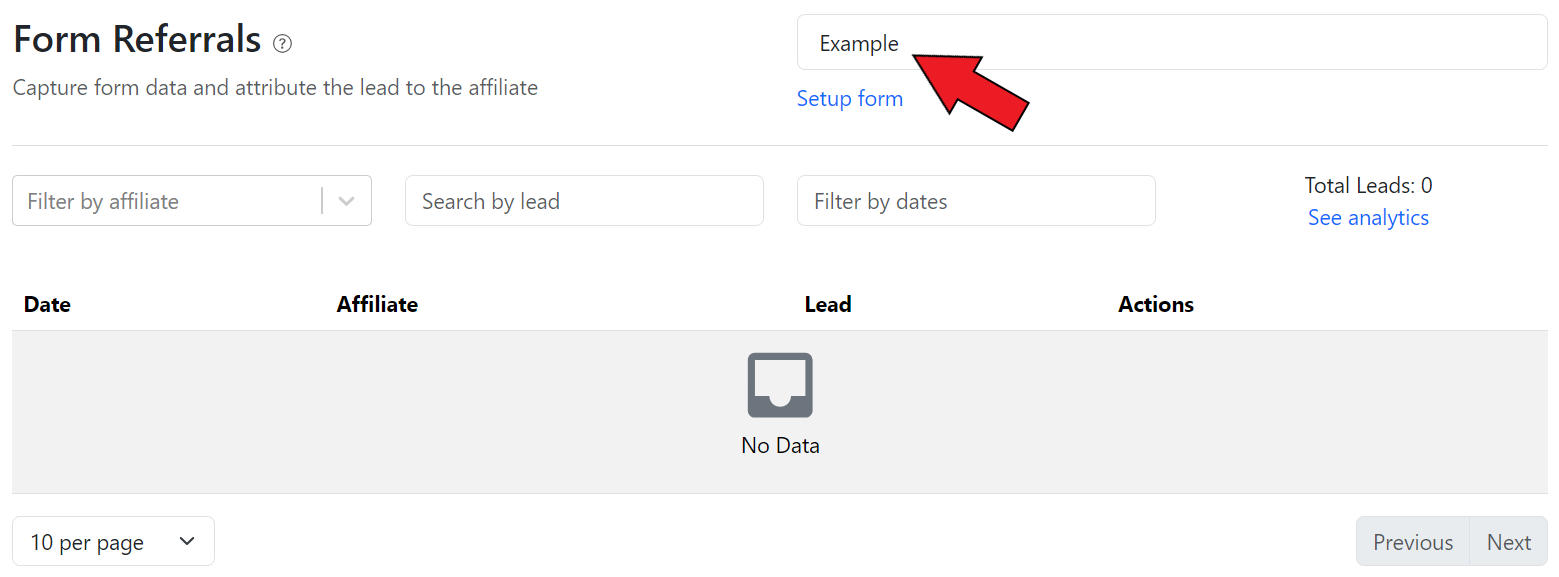 Form Referrals ?
Example
Capture form data and attribute the lead to the affiliate
Setup form
Filter by affiliate
Search by lead
Filter by dates
Total Leads: 0
See analytics
Date Affiliate Lead Actions
No Data
10 per page
Previous Next